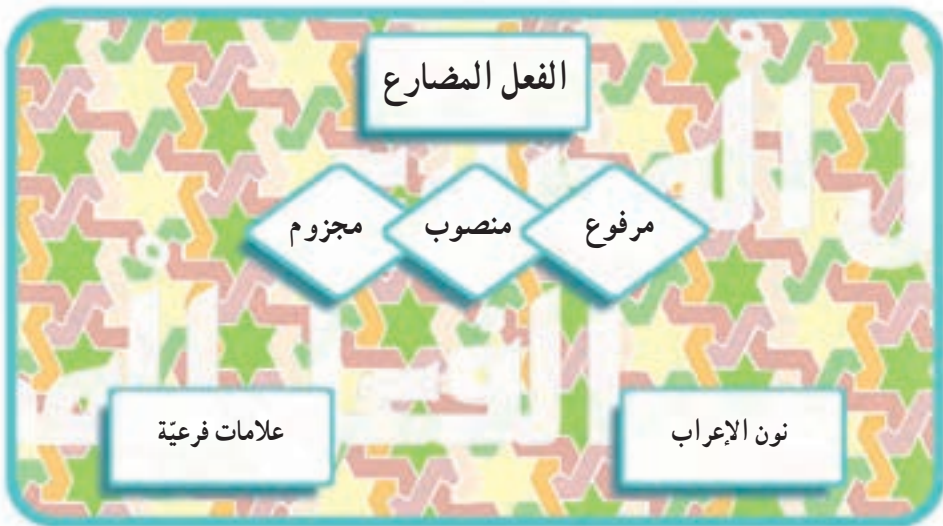 الفعل المضارع
مرفوع منصوب مجزوم
نون الإعراب علامات فرعيّة